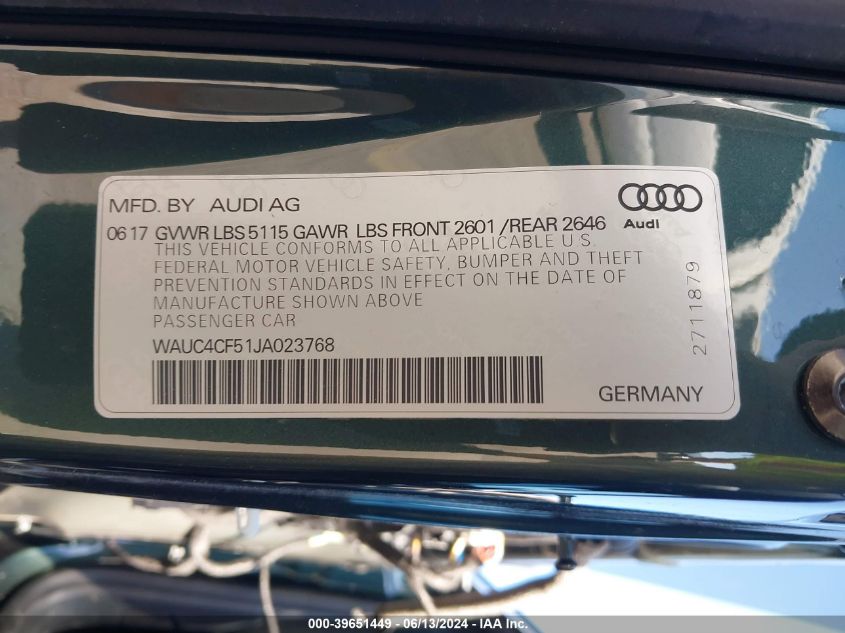 MFD. BY AUDI AG
06 17 GVWR LBS 5115 GAWR LBS FRONT 2601 /REAR 2646
Audi
THIS VEHICLE CONFORMS TO ALL APPLICABLE U.S.
FEDERAL MOTOR VEHICLE SAFETY, BUMPER AND THEFT
PREVENTION STANDARDS IN EFFECT ON THE DATE OF
MANUFACTURE SHOWN ABOVE
PASSENGER CAR
2711879
WAUC4CF51JA023768
GERMANY
000-39651449 - 06/13/2024 - IAA Inc.